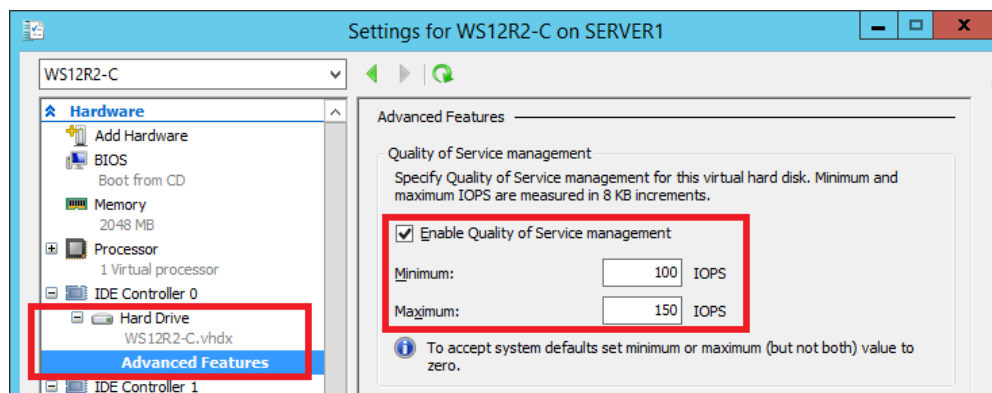 Settings for WS12R2-C on SERVER1
WS12R2-C
Hardware
Add Hardware
BIOS
Boot from CD
Memory
2048 MB
Processor
1 Virtual processor
IDE Controller 0
Hard Drive
WS12R2-C.vhdx
Advanced Features
IDE Controller 1
Advanced Features
Quality of Service management
Specify Quality of Service management for this virtual hard disk. Minimum and
maximum IOPS are measured in 8 KB increments.
Enable Quality of Service management
Minimum: 100 IOPS
Maximum: 150 IOPS
To accept system defaults set minimum or maximum (but not both) value to
zero.